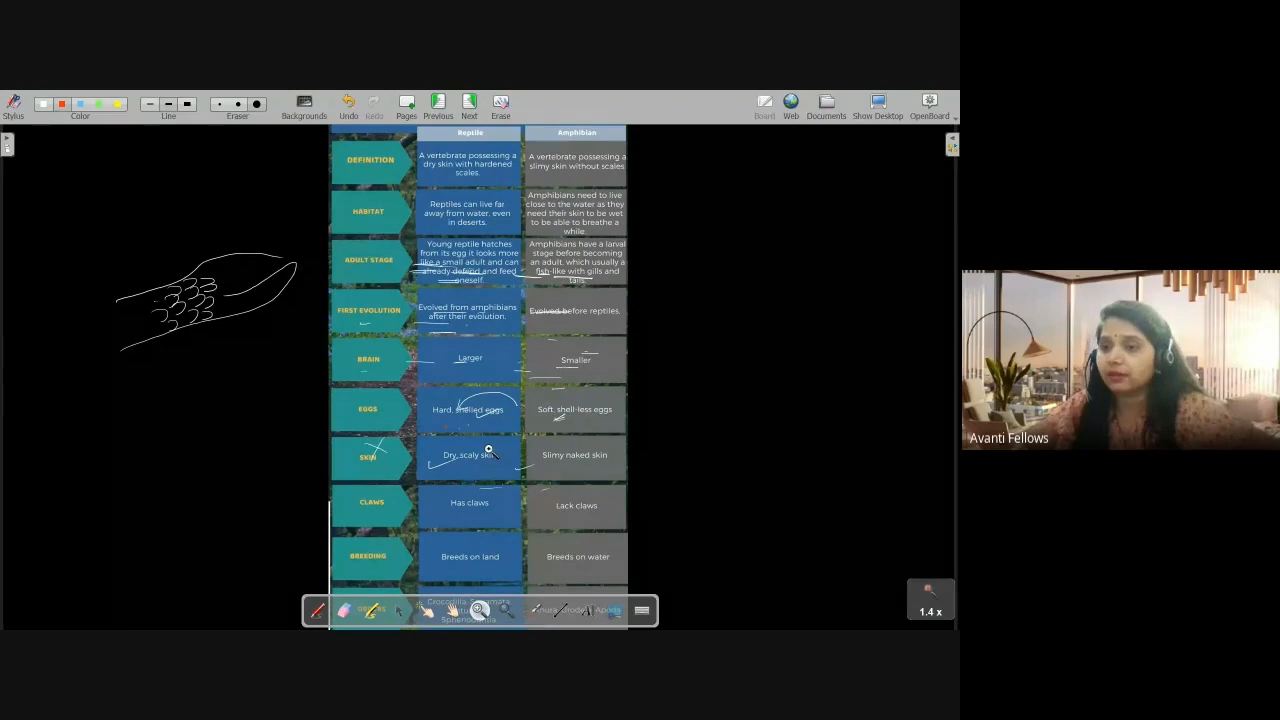 Stylus
Color
Line
Eraser
Backgrounds
Undo
Redo
Pages
Previous
Next
Erase
Board
Web
Documents
Show Desktop
OpenBoard
Reptile
Amphibian
DEFINITION
A vertebrate possessing a
dry skin with hardened
scales.
A vertebrate possessing a
slimy skin without scales
HABITAT
Reptiles can live far
away from water, even
in deserts.
Amphibians need to live
close to the water as they
need their skin to be wet
to be able to breathe a
while.
ADULT STAGE
Young reptile hatches
from its egg it looks more
like a small adult and can
already defend and feed
oneself.
Amphibians have a larval
stage before becoming
an adult, which usually a
fish-like with gills and
tails.
FIRST EVOLUTION
Evolved from amphibians
after their evolution.
Evolved before reptiles.
BRAIN
Larger
Smaller
EGGS
Hard, shelled eggs
Soft, shell-less eggs
SKIN
Dry, scaly skin
Slimy naked skin
CLAWS
Has claws
Lack claws
BREEDING
Breeds on land
Breeds on water
1.4 x
Avanti Fellows